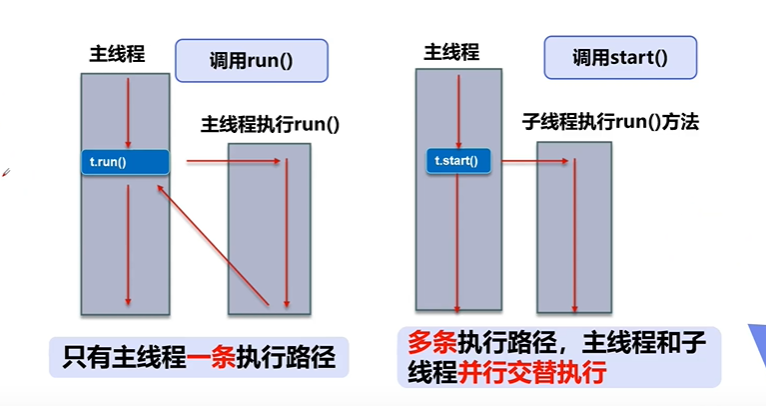 主线程
调用run()
主线程执行run()
t.run()
只有主线程一条执行路径
主线程
调用start()
子线程执行run()方法
t.start()
多条执行路径，主线程和子
线程并行交替执行